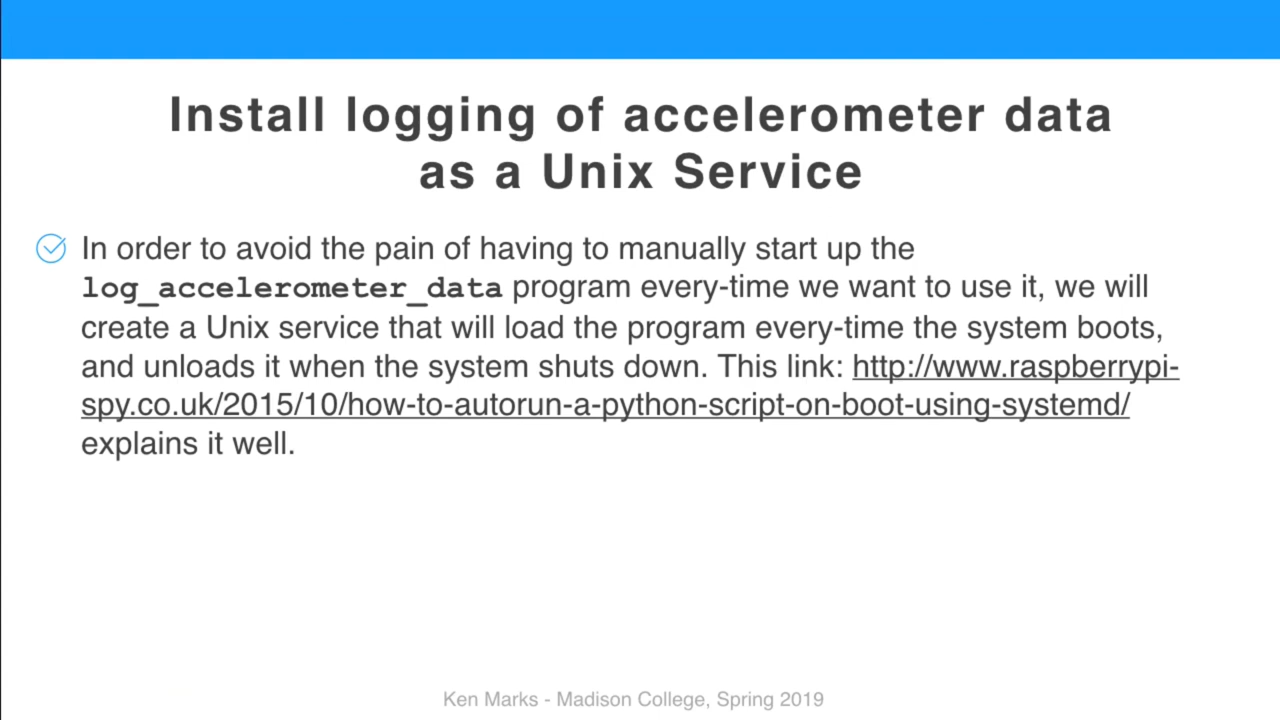 Install logging of accelerometer data
as a Unix Service
In order to avoid the pain of having to manually start up the
log_accelerometer_data program every-time we want to use it, we will
create a Unix service that will load the program every-time the system boots,
and unloads it when the system shuts down. This link: http://www.raspberrypi-
spy.co.uk/2015/10/how-to-autorun-a-python-script-on-boot-using-systemd/
explains it well.
Ken Marks - Madison College, Spring 2019